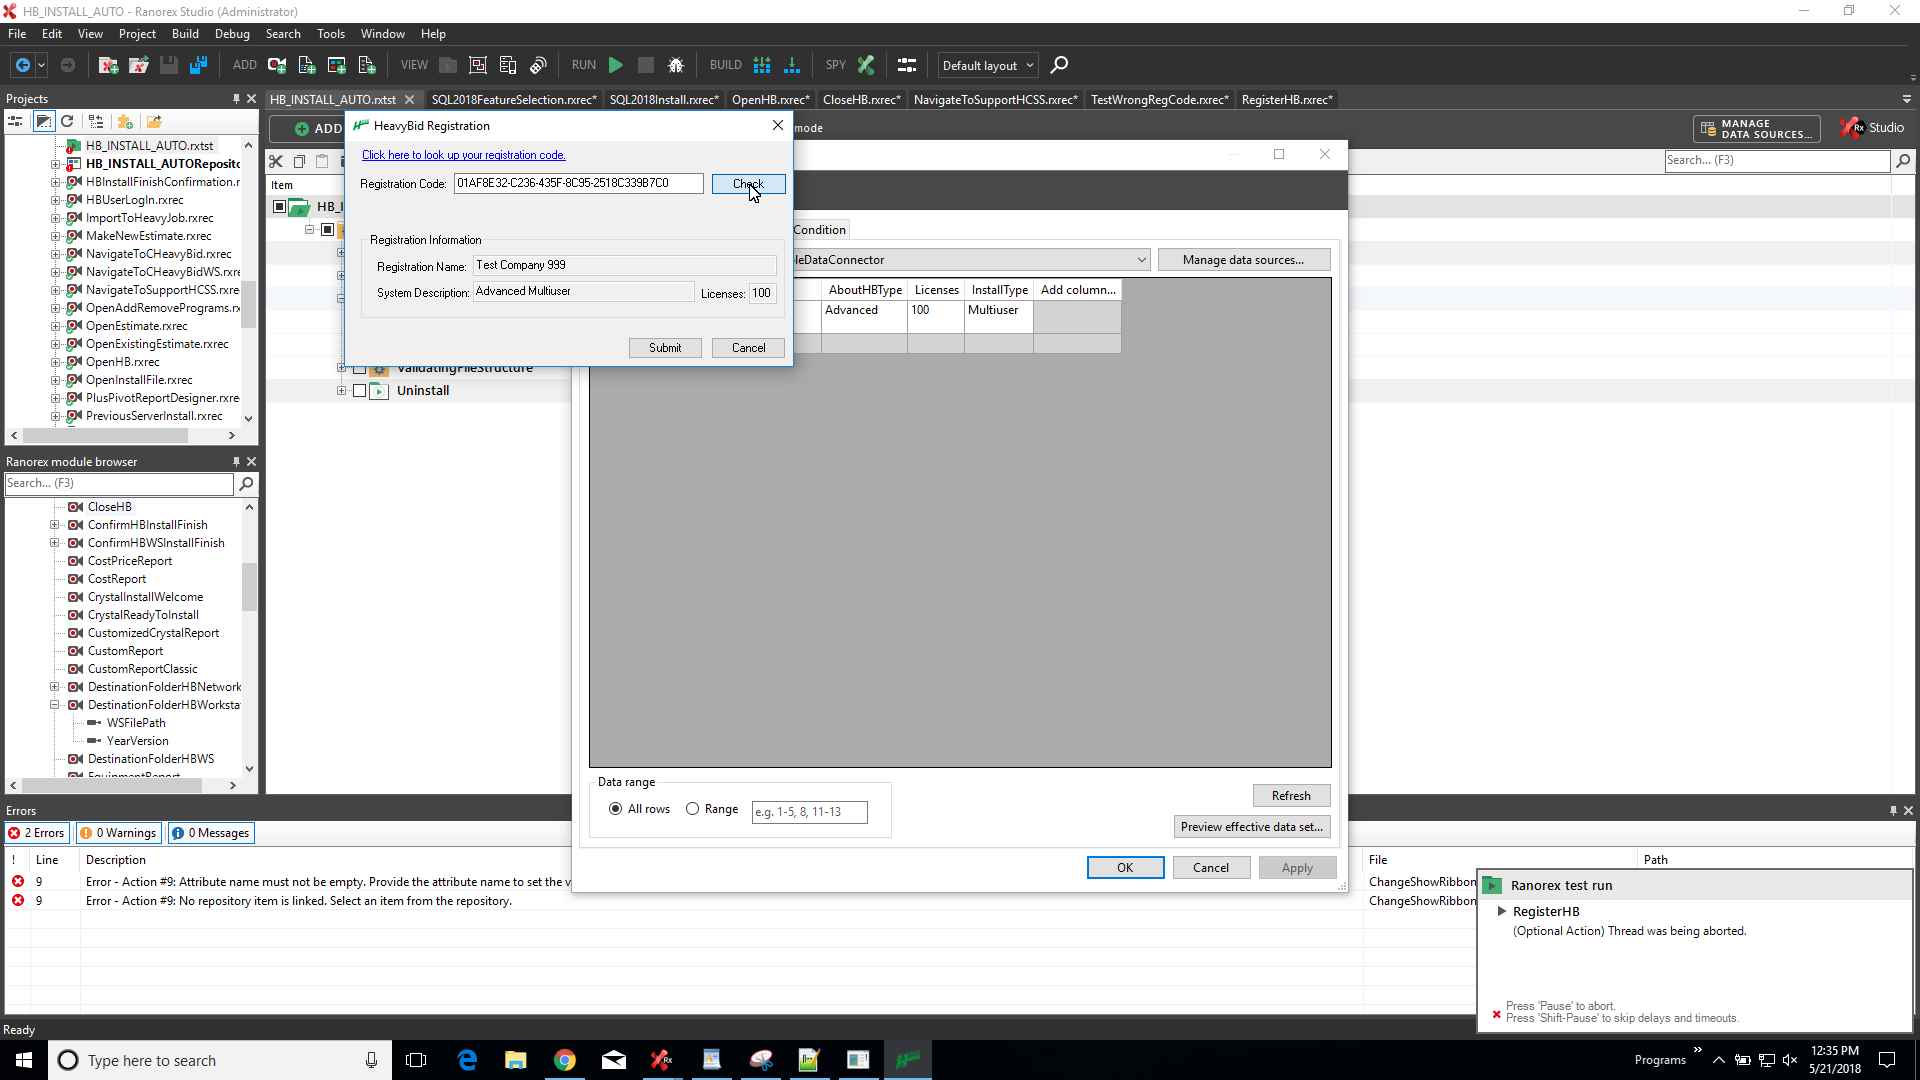 HB_INSTALL_AUTO - Ranorex Studio (Administrator)
File Edit View Project Build Debug Search Tools Window Help
ADD VIEW RUN BUILD SPY Default layout
Projects
HB_INSTALL_AUTO.rxtst SQL2018FeatureSelection.rxrec* SQL2018Install.rxrec* OpenHB.rxrec* CloseHB.rxrec* NavigateToSupportHCSS.rxrec* TestWrongRegCode.rxrec* RegisterHB.rxrec*
ADD
mode
MANAGE
DATA SOURCES...
Rx Studio
Search... (F3)
Item
HB_I
HB_INSTALL_AUTO.rxtst
HB_INSTALL_AUTOReposito
HBInstallFinishConfirmation.r
HBUserLogIn.rxrec
ImportToHeavyJob.rxrec
MakeNewEstimate.rxrec
NavigateToCHeavyBid.rxrec
NavigateToCHeavyBidWS.rxre
NavigateToSupportHCSS.rxre
OpenAddRemovePrograms.rx
OpenEstimate.rxrec
OpenExistingEstimate.rxrec
OpenHB.rxrec
OpenInstallFile.rxrec
PlusPivotReportDesigner.rxre
PreviousServerInstall.rxrec
HeavyBid Registration
Click here to look up your registration code.
Registration Code: 01AF8E32-C236-435F-8C95-2518C339B7C0 Check
Registration Information
Registration Name: Test Company 999
System Description: Advanced Multiuser Licenses: 100
Submit Cancel
ValidatingFileStructure
Uninstall
Condition
leDataConnector Manage data sources...
AboutHBType Licenses InstallType Add column...
Advanced 100 Multiuser
Data range
All rows Range e.g. 1-5, 8, 11-13
Refresh
Preview effective data set...
OK Cancel Apply
Ranorex module browser
Search... (F3)
CloseHB
ConfirmHBInstallFinish
ConfirmHBWSInstallFinish
CostPriceReport
CostReport
CrystalInstallWelcome
CrystalReadyToInstall
CustomizedCrystalReport
CustomReport
CustomReportClassic
DestinationFolderHBNetwork
DestinationFolderHBWorksta
WSFilePath
YearVersion
DestinationFolderHBWS
EquipmentReport
Errors
2 Errors 0 Warnings 0 Messages
! Line Description File Path
9 Error - Action #9: Attribute name must not be empty. Provide the attribute name to set the v ChangeShowRibbon
9 Error - Action #9: No repository item is linked. Select an item from the repository. ChangeShowRibbon
Ranorex test run
RegisterHB
(Optional Action) Thread was being aborted.
Press 'Pause' to abort.
Press 'Shift-Pause' to skip delays and timeouts.
Ready
Type here to search
Programs
12:35 PM
5/21/2018